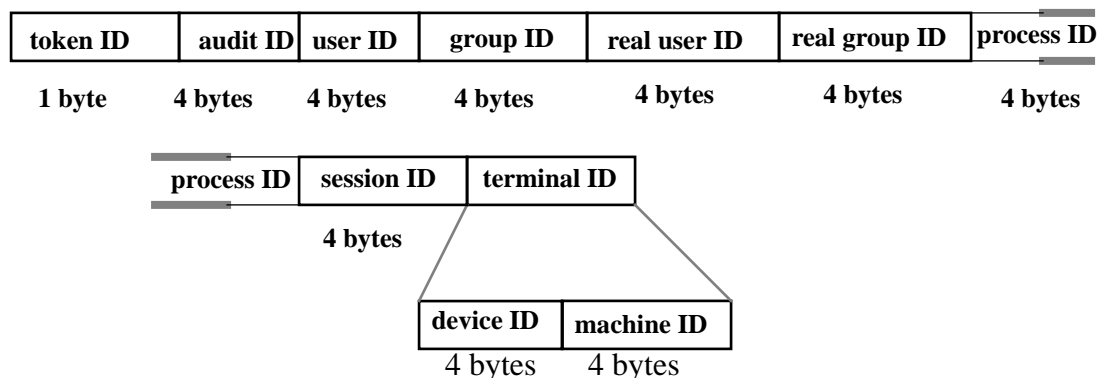 token ID audit ID user ID group ID real user ID real group ID process ID
1 byte 4 bytes 4 bytes 4 bytes 4 bytes 4 bytes 4 bytes
process ID session ID terminal ID
4 bytes
device ID machine ID
4 bytes 4 bytes